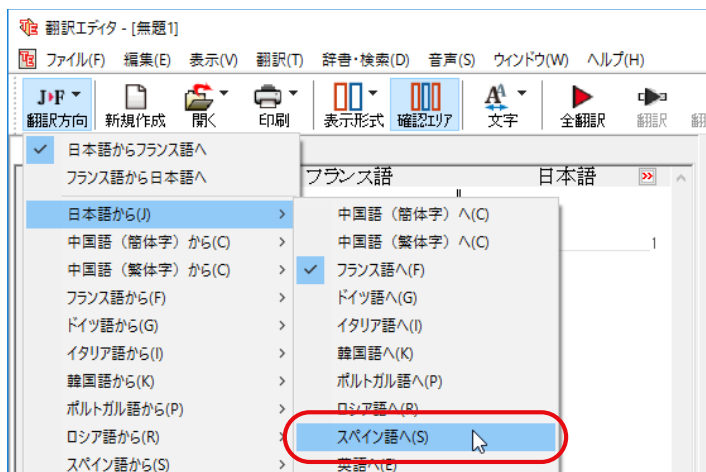 翻訳エディタ - [無題1]
ファイル(F) 編集(E) 表示(V) 翻訳(T) 辞書・検索(D) 音声(S) ウィンドウ(W) ヘルプ(H)
J▸F
翻訳方向 新規作成 開く 印刷 表示形式 確認エリア 文字 全翻訳 翻訳
日本語からフランス語へ
フランス語から日本語へ
フランス語 日本語
日本語から(J)
中国語（簡体字）から(C)
中国語（繁体字）から(C)
フランス語から(F)
ドイツ語から(G)
イタリア語から(I)
韓国語から(K)
ポルトガル語から(P)
ロシア語から(R)
スペイン語から(S)
中国語（簡体字）へ(C)
中国語（繁体字）へ(C)
フランス語へ(F)
ドイツ語へ(G)
イタリア語へ(I)
韓国語へ(K)
ポルトガル語へ(P)
ロシア語へ(R)
スペイン語へ(S)
英語へ(E)
1